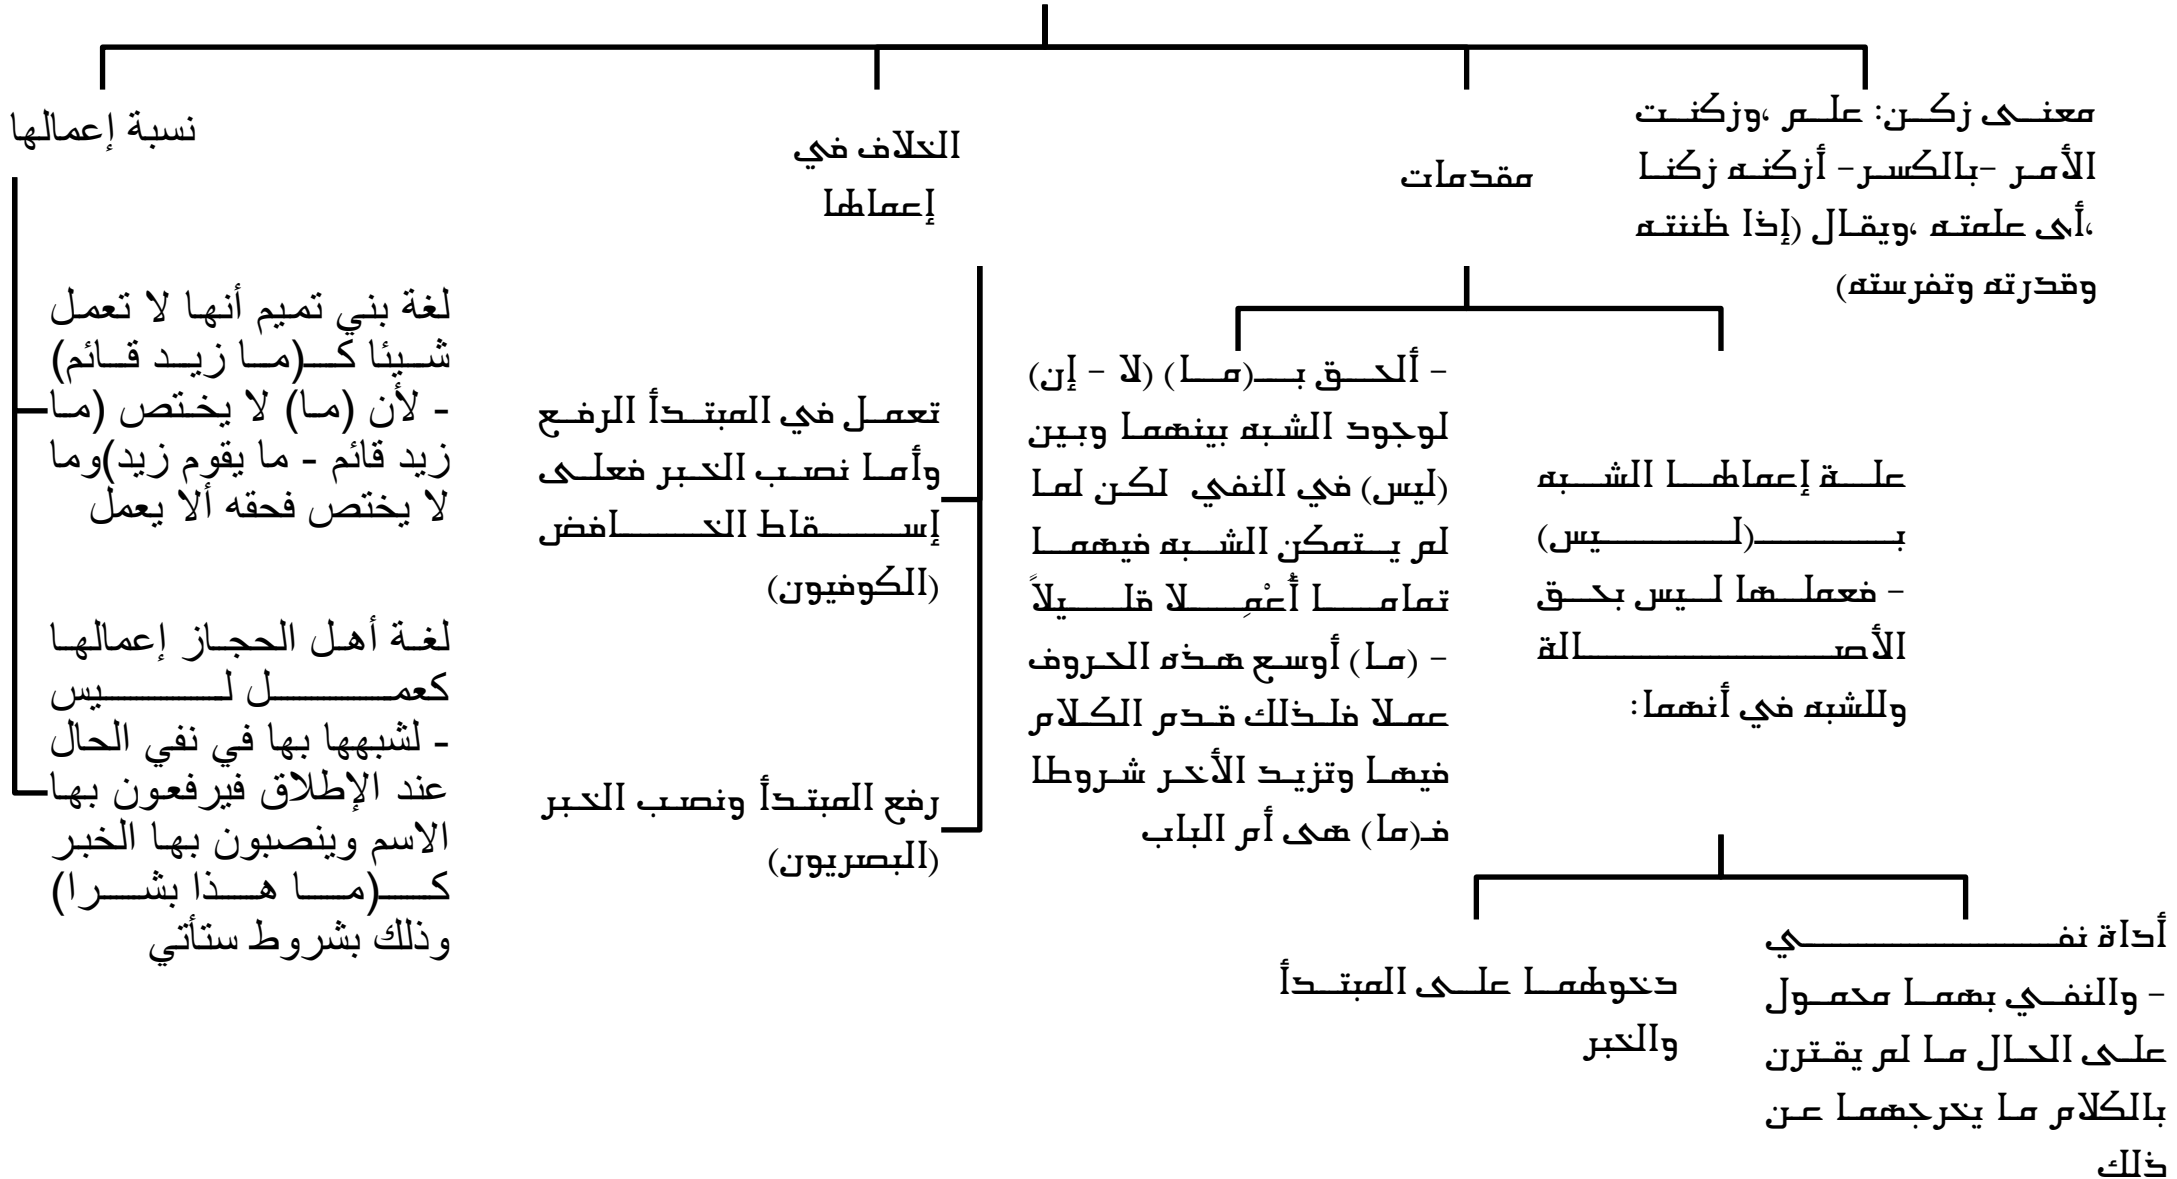 معنى زكن: علم ،وزكنت
الأمر -بالكسر- أزكنه زكنا
،أى علمته ،ويقال (إذا ظننته
وقدرته وتفرسته)
مقدمات
علة إعمالها الشبه
بـ(ليس)
- فعملها ليس بحق
الأصالة
وللشبه في أنهما:
أداة نفي
- والنفي بهما محمول
على الحال ما لم يقترن
بالكلام ما يخرجهما عن
ذلك
دخولهما على المبتدأ
والخبر
- ألحق بـ(ما) (لا - إن)
لوجود الشبه بينهما وبين
(ليس) في النفي لكن لما
لم يتمكن الشبه فيهما
تماما أُعْمِلا قليلاً
- (ما) أوسع هذه الحروف
عملا فلذلك قدم الكلام
فيها وتزيد الأخر شروطا
فـ(ما) هى أم الباب
الخلاف في
إعمالها
تعمل في المبتدأ الرفع
وأما نصب الخبر فعلى
إسقاط الخافض
(الكوفيون)
رفع المبتدأ ونصب الخبر
(البصريون)
نسبة إعمالها
لغة بني تميم أنها لا تعمل
شيئا كـ(ما زيد قائم)
- لأن (ما) لا يختص (ما
زيد قائم - ما يقوم زيد)وما
لا يختص فحقه ألا يعمل
لغة أهل الحجاز إعمالها
كعمل ليس
- لشبهها بها في نفي الحال
عند الإطلاق فيرفعون بها
الاسم وينصبون بها الخبر
كـ(ما هذا بشرا)
وذلك بشروط ستأتي